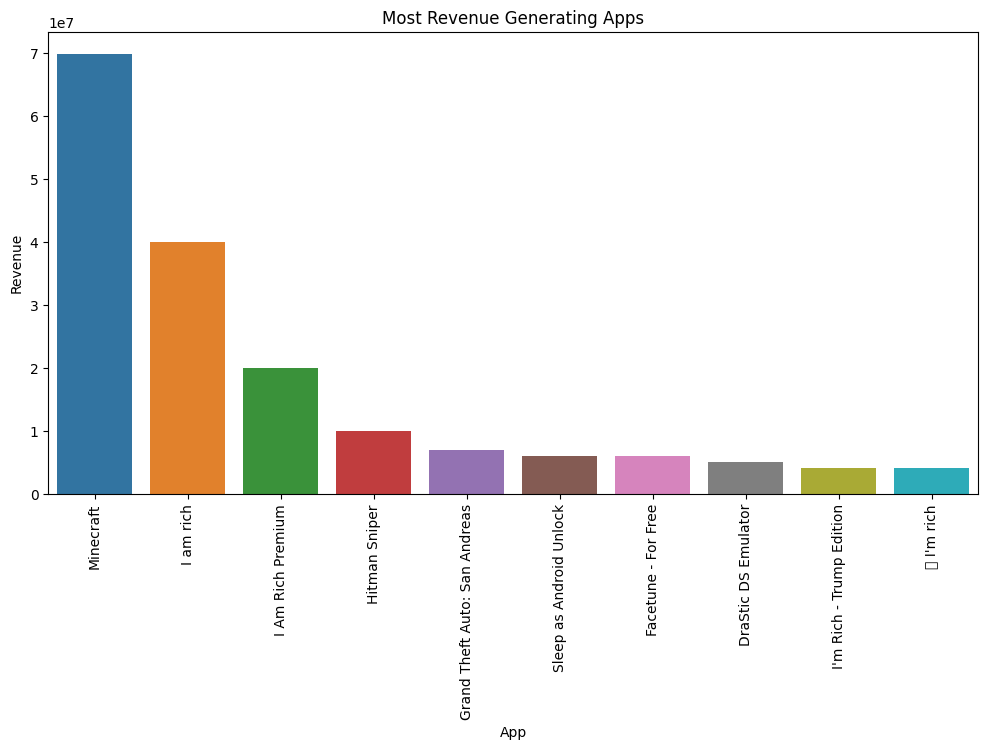 Most Revenue Generating Apps
1e7
7
6
5
4
3
2
1
0
Revenue
Minecraft
I am rich
I Am Rich Premium
Hitman Sniper
Grand Theft Auto: San Andreas
Sleep as Android Unlock
Facetune - For Free
DraStic DS Emulator
I'm Rich - Trump Edition
I'm rich
App